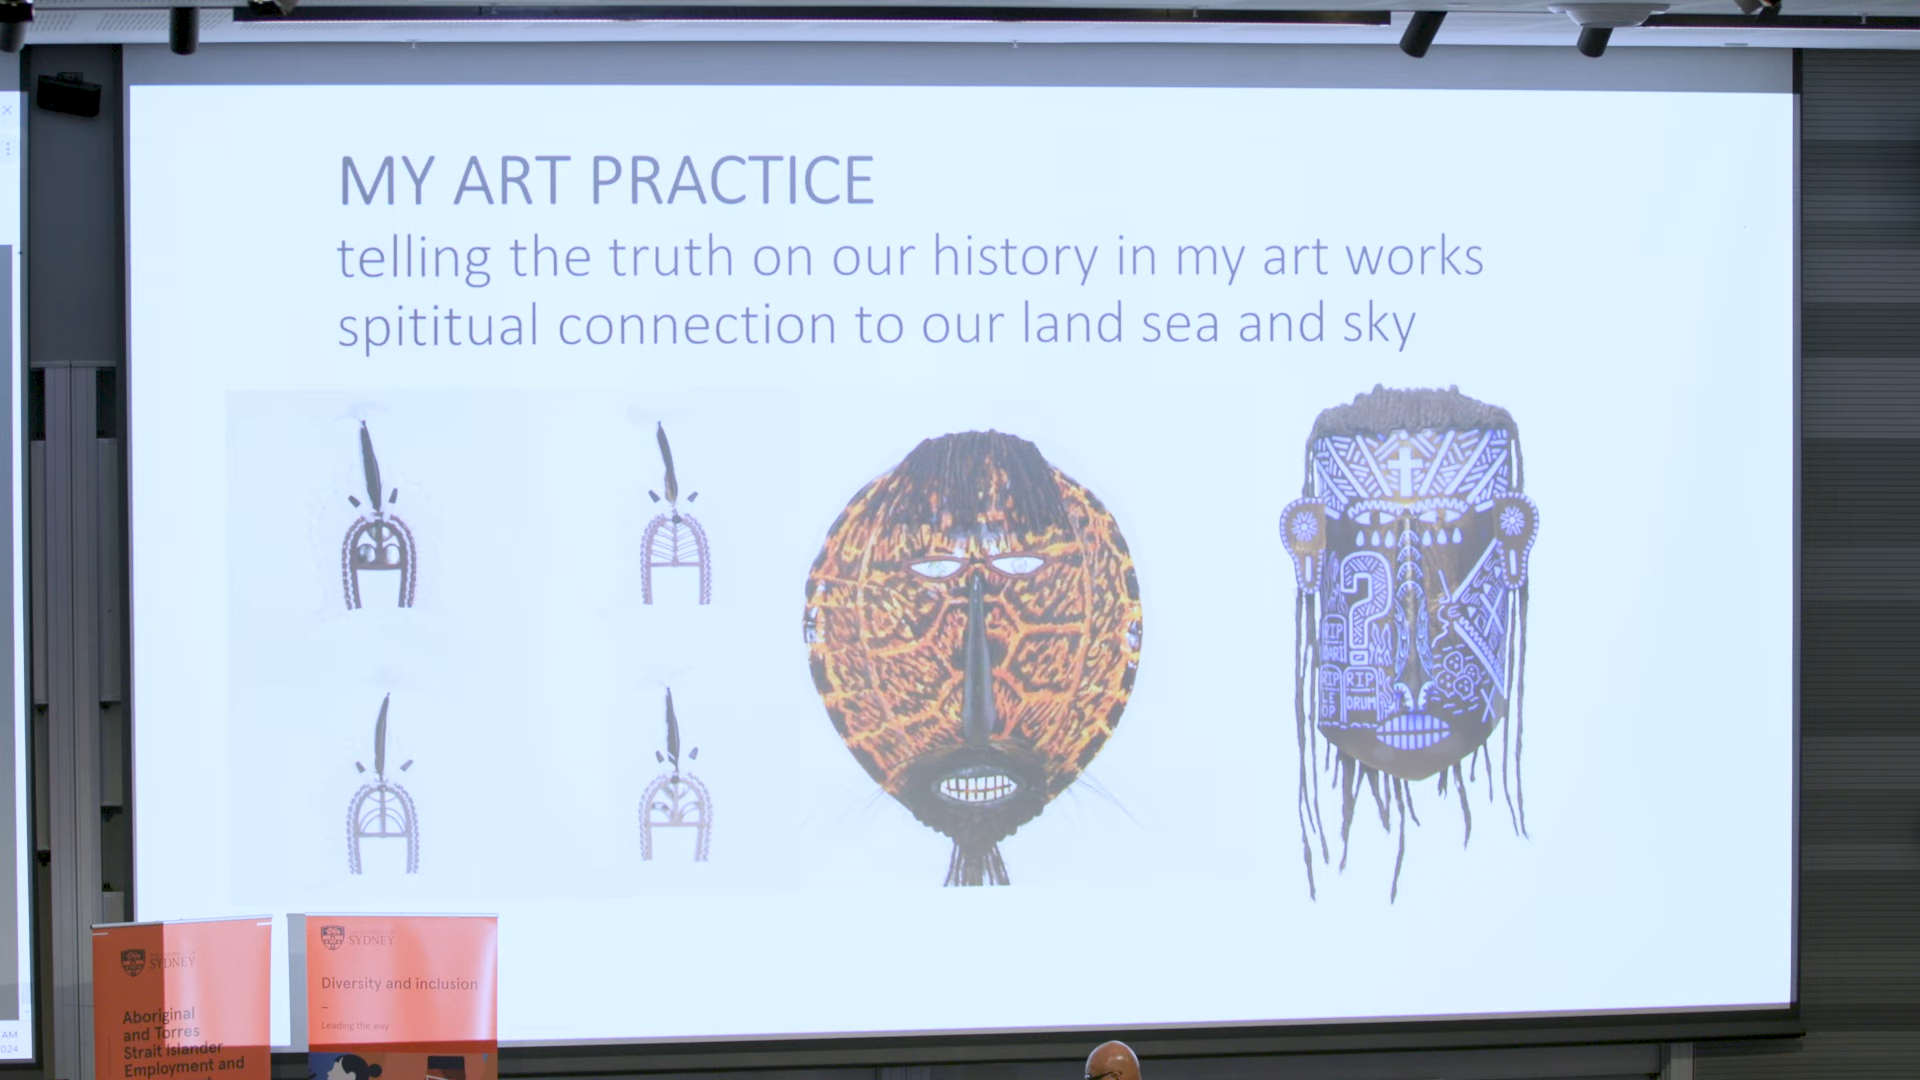 MY ART PRACTICE
telling the truth on our history in my art works
spititual connection to our land sea and sky
RIP
RIP
RIP
DRUM
SYDNEY
Aboriginal
and Torres
Strait Islander
Employment and
SYDNEY
Diversity and inclusion
–
Leading the way
AM